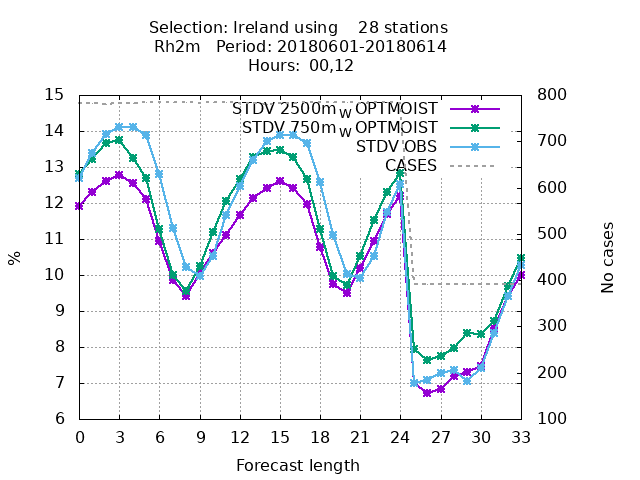 Selection: Ireland using    28 stations
Rh2m   Period: 20180601-20180614
Hours:  00,12
STDV 2500m_W OPTMOIST
STDV 750m_W OPTMOIST
STDV OBS
CASES
15
14
13
12
11
10
9
8
7
6
%
800
700
600
500
400
300
200
100
No cases
0 3 6 9 12 15 18 21 24 27 30 33
Forecast length